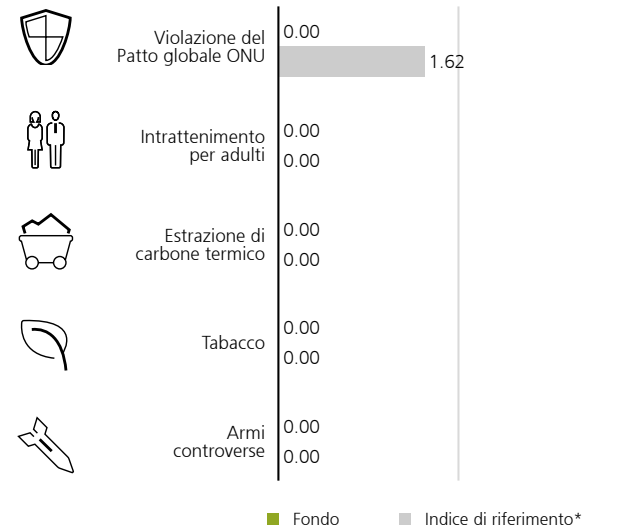 Violazione del
Patto globale ONU
0.00
1.62
Intrattenimento
per adulti
0.00
0.00
Estrazione di
carbone termico
0.00
0.00
Tabacco
0.00
0.00
Armi
controverse
0.00
0.00
Fondo
Indice di riferimento*